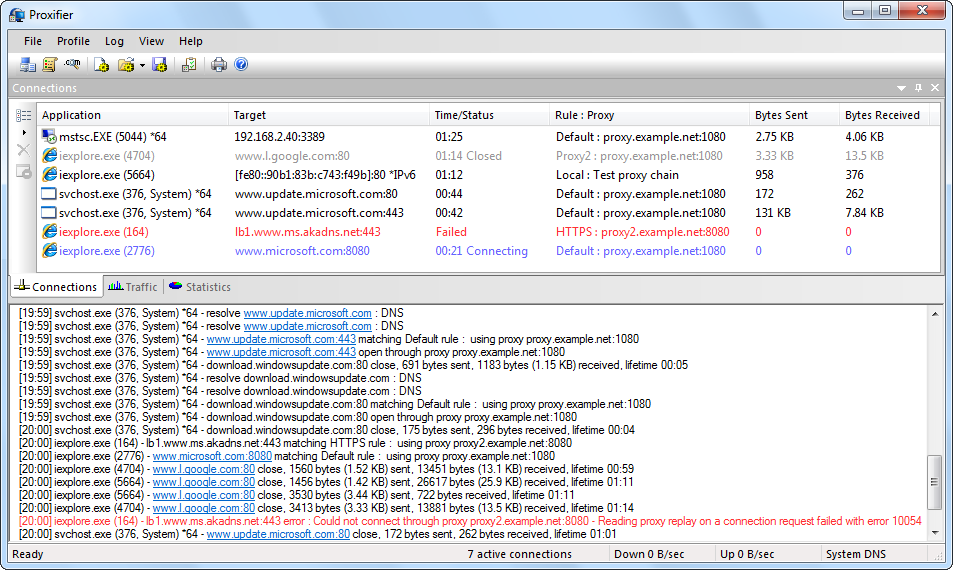 Proxifier
File Profile Log View Help
Connections
Application Target Time/Status Rule : Proxy Bytes Sent Bytes Received
mstsc.EXE (5044) *64 192.168.2.40:3389 01:25 Default : proxy.example.net:1080 2.75 KB 4.06 KB
iexplore.exe (4704) www.l.google.com:80 01:14 Closed Proxy2 : proxy.example.net:1080 3.33 KB 13.5 KB
iexplore.exe (5664) [fe80::90b1:83b:c743:f49b]:80 *IPv6 01:12 Local : Test proxy chain 958 376
svchost.exe (376, System) *64 www.update.microsoft.com:80 00:44 Default : proxy.example.net:1080 172 262
svchost.exe (376, System) *64 www.update.microsoft.com:443 00:42 Default : proxy.example.net:1080 131 KB 7.84 KB
iexplore.exe (164) lb1.www.ms.akadns.net:443 Failed HTTPS : proxy2.example.net:8080 0 0
iexplore.exe (2776) www.microsoft.com:8080 00:21 Connecting Default : proxy.example.net:1080 0 0
Connections Traffic Statistics
[19:59] svchost.exe (376, System) *64 - resolve www.update.microsoft.com : DNS
[19:59] svchost.exe (376, System) *64 - resolve www.update.microsoft.com : DNS
[19:59] svchost.exe (376, System) *64 - www.update.microsoft.com:443 matching Default rule : using proxy proxy.example.net:1080
[19:59] svchost.exe (376, System) *64 - www.update.microsoft.com:443 open through proxy proxy.example.net:1080
[19:59] svchost.exe (376, System) *64 - download.windowsupdate.com:80 close, 691 bytes sent, 1183 bytes (1.15 KB) received, lifetime 00:05
[19:59] svchost.exe (376, System) *64 - resolve download.windowsupdate.com : DNS
[19:59] svchost.exe (376, System) *64 - resolve download.windowsupdate.com : DNS
[19:59] svchost.exe (376, System) *64 - download.windowsupdate.com:80 matching Default rule : using proxy proxy.example.net:1080
[19:59] svchost.exe (376, System) *64 - download.windowsupdate.com:80 open through proxy proxy.example.net:1080
[20:00] svchost.exe (376, System) *64 - download.windowsupdate.com:80 close, 175 bytes sent, 296 bytes received, lifetime 00:04
[20:00] iexplore.exe (164) - lb1.www.ms.akadns.net:443 matching HTTPS rule : using proxy proxy2.example.net:8080
[20:00] iexplore.exe (2776) - www.microsoft.com:8080 matching Default rule : using proxy proxy.example.net:1080
[20:00] iexplore.exe (4704) - www.l.google.com:80 close, 1560 bytes (1.52 KB) sent, 13451 bytes (13.1 KB) received, lifetime 00:59
[20:00] iexplore.exe (5664) - www.l.google.com:80 close, 1456 bytes (1.42 KB) sent, 26617 bytes (25.9 KB) received, lifetime 01:11
[20:00] iexplore.exe (5664) - www.l.google.com:80 close, 3530 bytes (3.44 KB) sent, 722 bytes received, lifetime 01:11
[20:00] iexplore.exe (4704) - www.l.google.com:80 close, 3413 bytes (3.33 KB) sent, 13881 bytes (13.5 KB) received, lifetime 01:14
[20:00] iexplore.exe (164) - lb1.www.ms.akadns.net:443 error : Could not connect through proxy proxy2.example.net:8080 - Reading proxy replay on a connection request failed with error 10054
[20:00] svchost.exe (376, System) *64 - www.update.microsoft.com:80 close, 172 bytes sent, 262 bytes received, lifetime 01:01
Ready 7 active connections Down 0 B/sec Up 0 B/sec System DNS